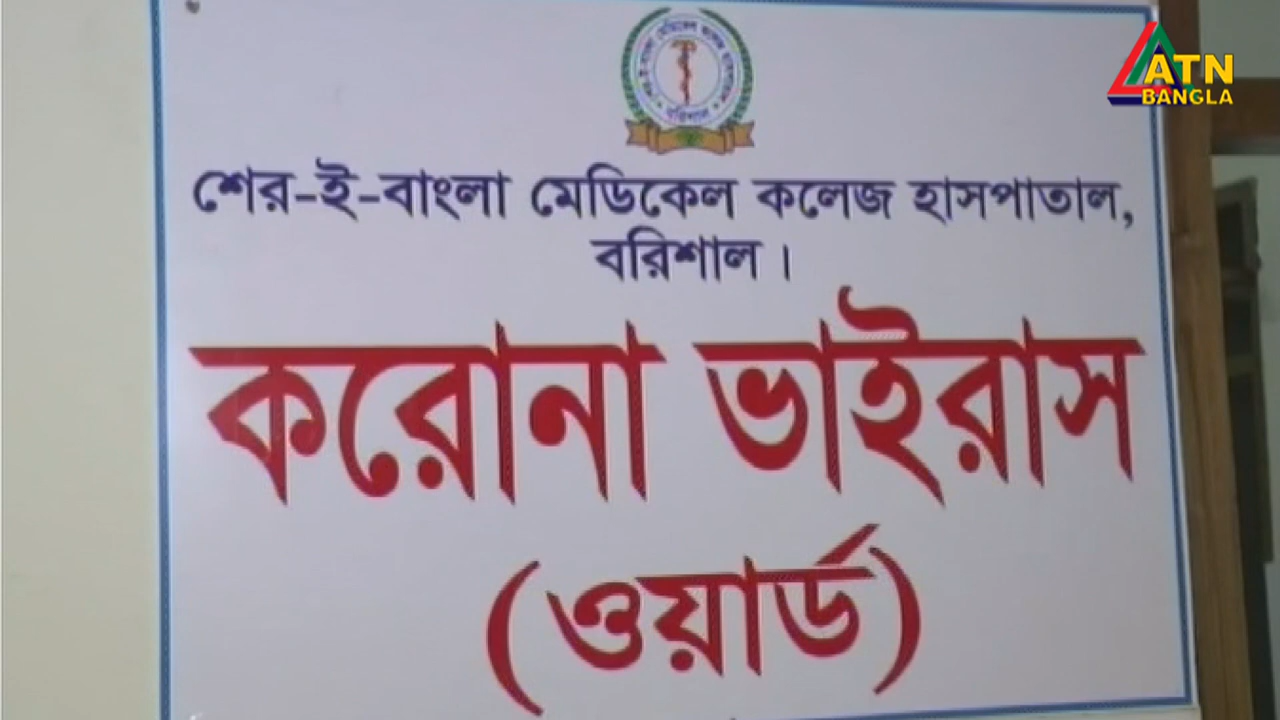 ATN
BANGLA
শের-ই-বাংলা মেডিকেল কলেজ হাসপাতাল,
বরিশাল।
করোনা ভাইরাস
(ওয়ার্ড)